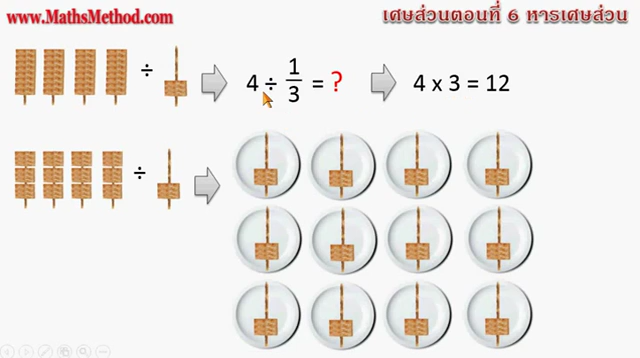 www.MathsMethod.com
เศษส่วนตอนที่ 6 หารเศษส่วน
÷
4 ÷ 1/3 = ?
4 x 3 = 12
÷